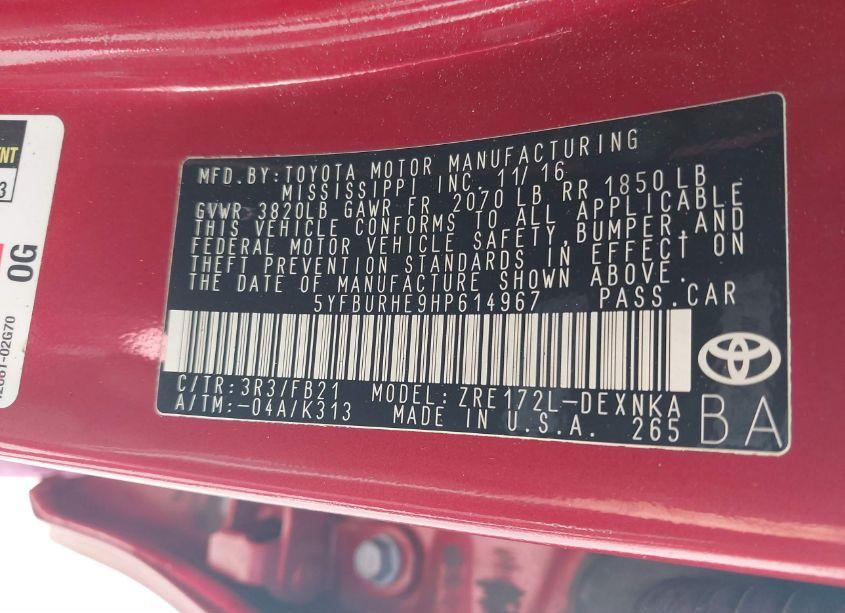 MFD.BY:TOYOTA MOTOR MANUFACTURING
MISSISSIPPI INC. 11/16
GVWR 3820LB GAWR FR 2070 LB RR 1850LB
THIS VEHICLE CONFORMS TO ALL APPLICABLE
FEDERAL MOTOR VEHICLE SAFETY,BUMPER,AND
THEFT PREVENTION STANDARDS IN EFFECT ON
THE DATE OF MANUFACTURE SHOWN ABOVE.
5YFBURHE9HP614967 PASS.CAR
C/TR:3R3/FB21 MODEL:ZRE172L-DEXNKA
A/TM:-04A/K313 MADE IN U.S.A. 265
BA
3
0G
-02G70